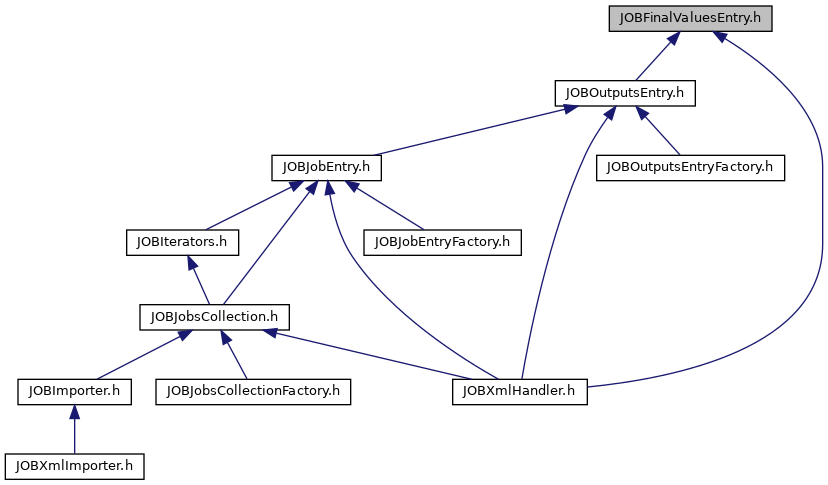 JOBFinalValuesEntry.h
JOBOutputsEntry.h
JOBJobEntry.h
JOBOutputsEntryFactory.h
JOBIterators.h
JOBJobEntryFactory.h
JOBJobsCollection.h
JOBImporter.h
JOBJobsCollectionFactory.h
JOBXmlHandler.h
JOBXmlImporter.h